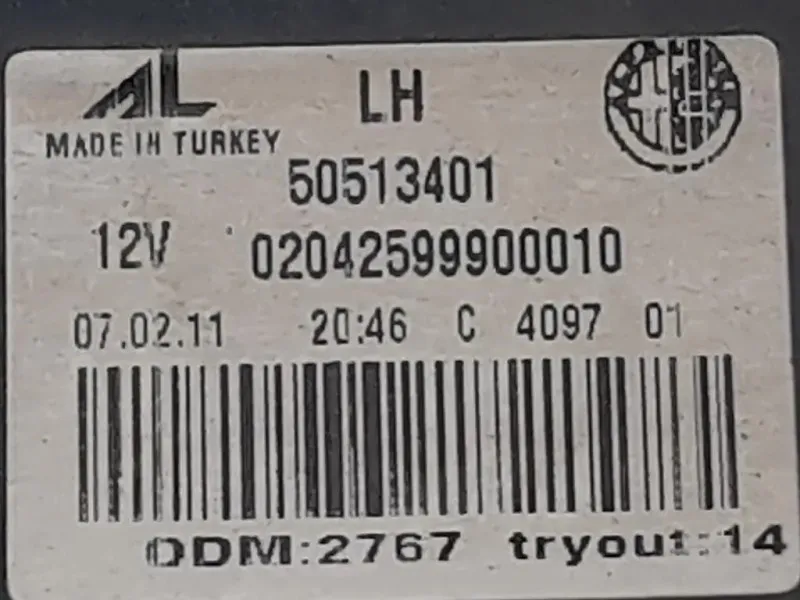 AL LH
MADE IN TURKEY
50513401
12V 02042599900010
07.02.11 20:46 C 4097 01
ODM:2767 tryout:14